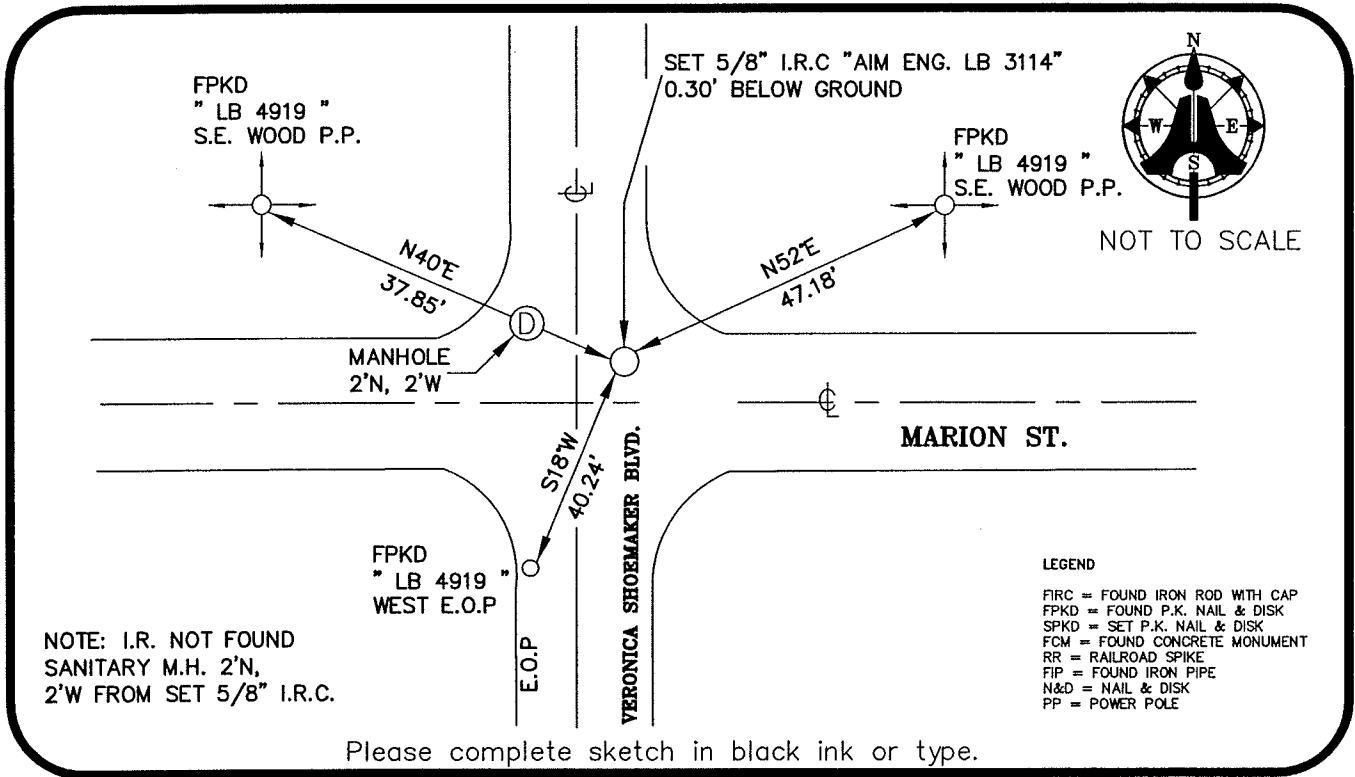 SET 5/8" I.R.C "AIM ENG. LB 3114"
0.30' BELOW GROUND
FPKD
" LB 4919 "
S.E. WOOD P.P.
FPKD
" LB 4919 "
S.E. WOOD P.P.
N
W
E
S
NOT TO SCALE
℄
N40°E
37.85'
N52°E
47.18'
D
MANHOLE
2'N, 2'W
℄
MARION ST.
S18°W
40.24'
VERONICA SHOEMAKER BLVD.
FPKD
" LB 4919 "
WEST E.O.P
E.O.P
NOTE: I.R. NOT FOUND
SANITARY M.H. 2'N,
2'W FROM SET 5/8" I.R.C.
LEGEND
FIRC = FOUND IRON ROD WITH CAP
FPKD = FOUND P.K. NAIL & DISK
SPKD = SET P.K. NAIL & DISK
FCM = FOUND CONCRETE MONUMENT
RR = RAILROAD SPIKE
FIP = FOUND IRON PIPE
N&D = NAIL & DISK
PP = POWER POLE
Please complete sketch in black ink or type.